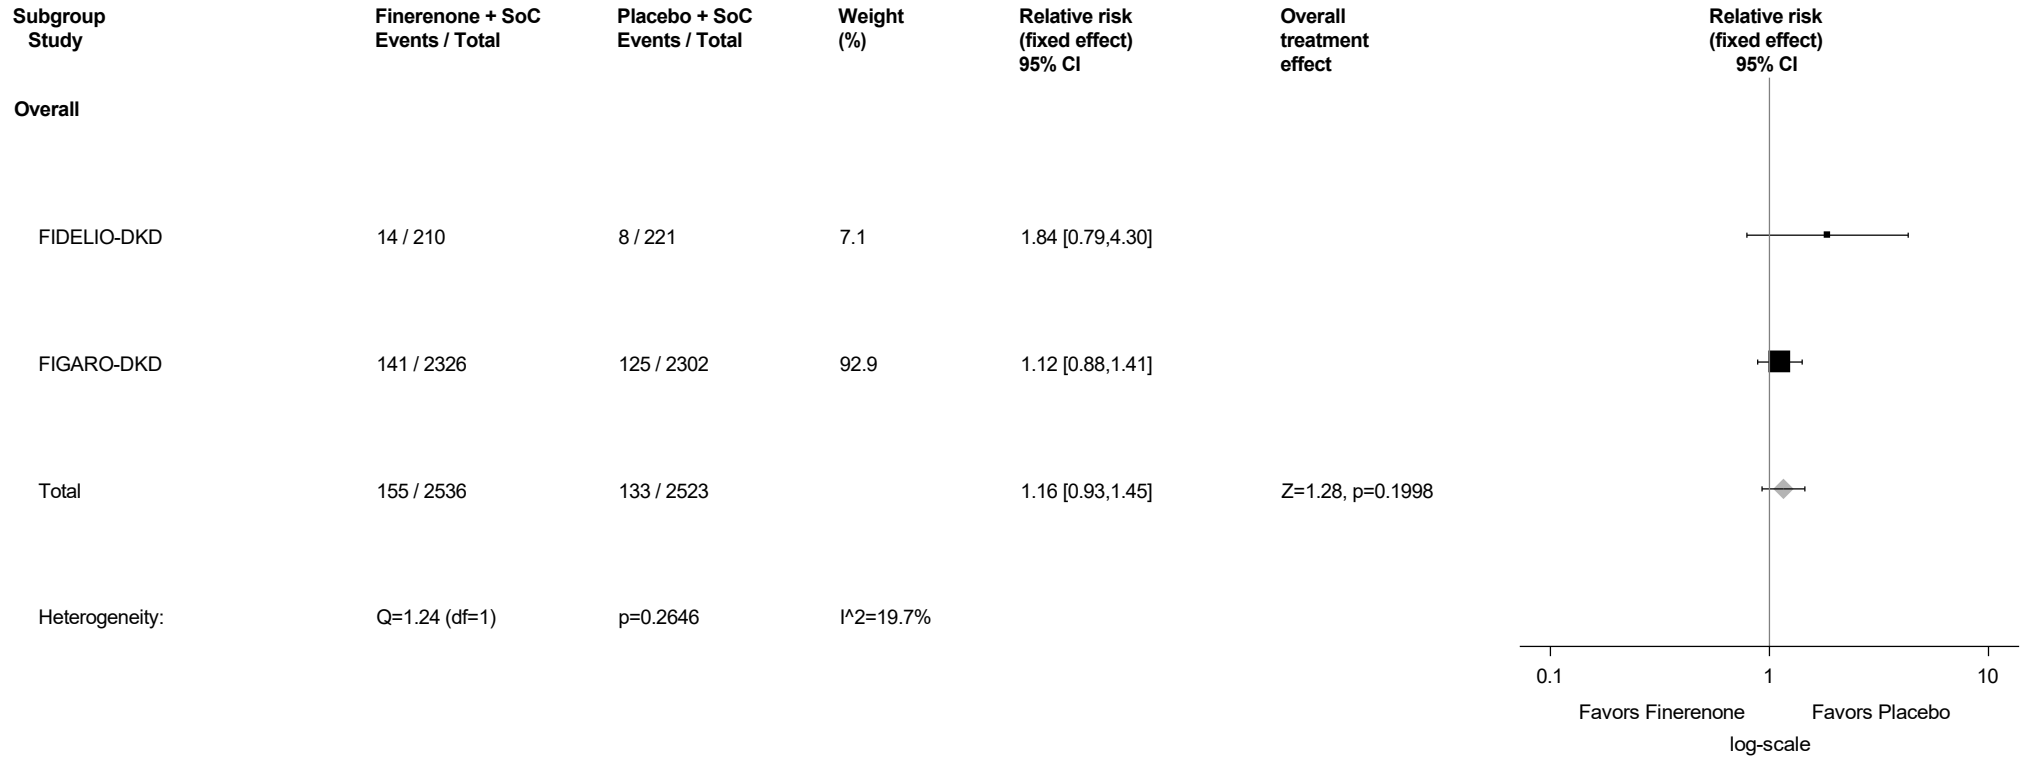 Subgroup Finerenone + SoC Placebo + SoC Weight Relative risk Overall Relative risk
Study Events / Total Events / Total (%) (fixed effect) treatment (fixed effect)
95% CI effect 95% CI
Overall
FIDELIO-DKD 14 / 210 8 / 221 7.1 1.84 [0.79,4.30]
FIGARO-DKD 141 / 2326 125 / 2302 92.9 1.12 [0.88,1.41]
Total 155 / 2536 133 / 2523 1.16 [0.93,1.45] Z=1.28, p=0.1998
Heterogeneity: Q=1.24 (df=1) p=0.2646 I^2=19.7%
0.1 1 10
Favors Finerenone Favors Placebo
log-scale